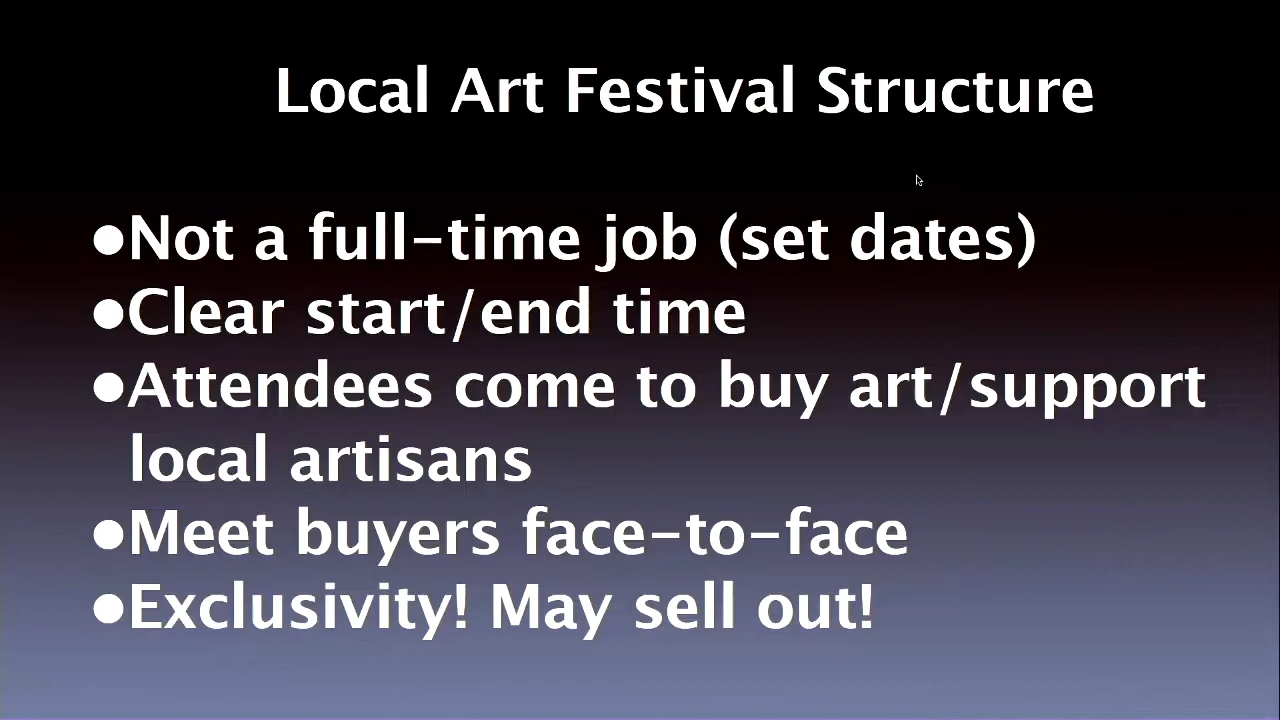 Local Art Festival Structure
●Not a full-time job (set dates)
●Clear start/end time
●Attendees come to buy art/support
local artisans
●Meet buyers face-to-face
●Exclusivity! May sell out!